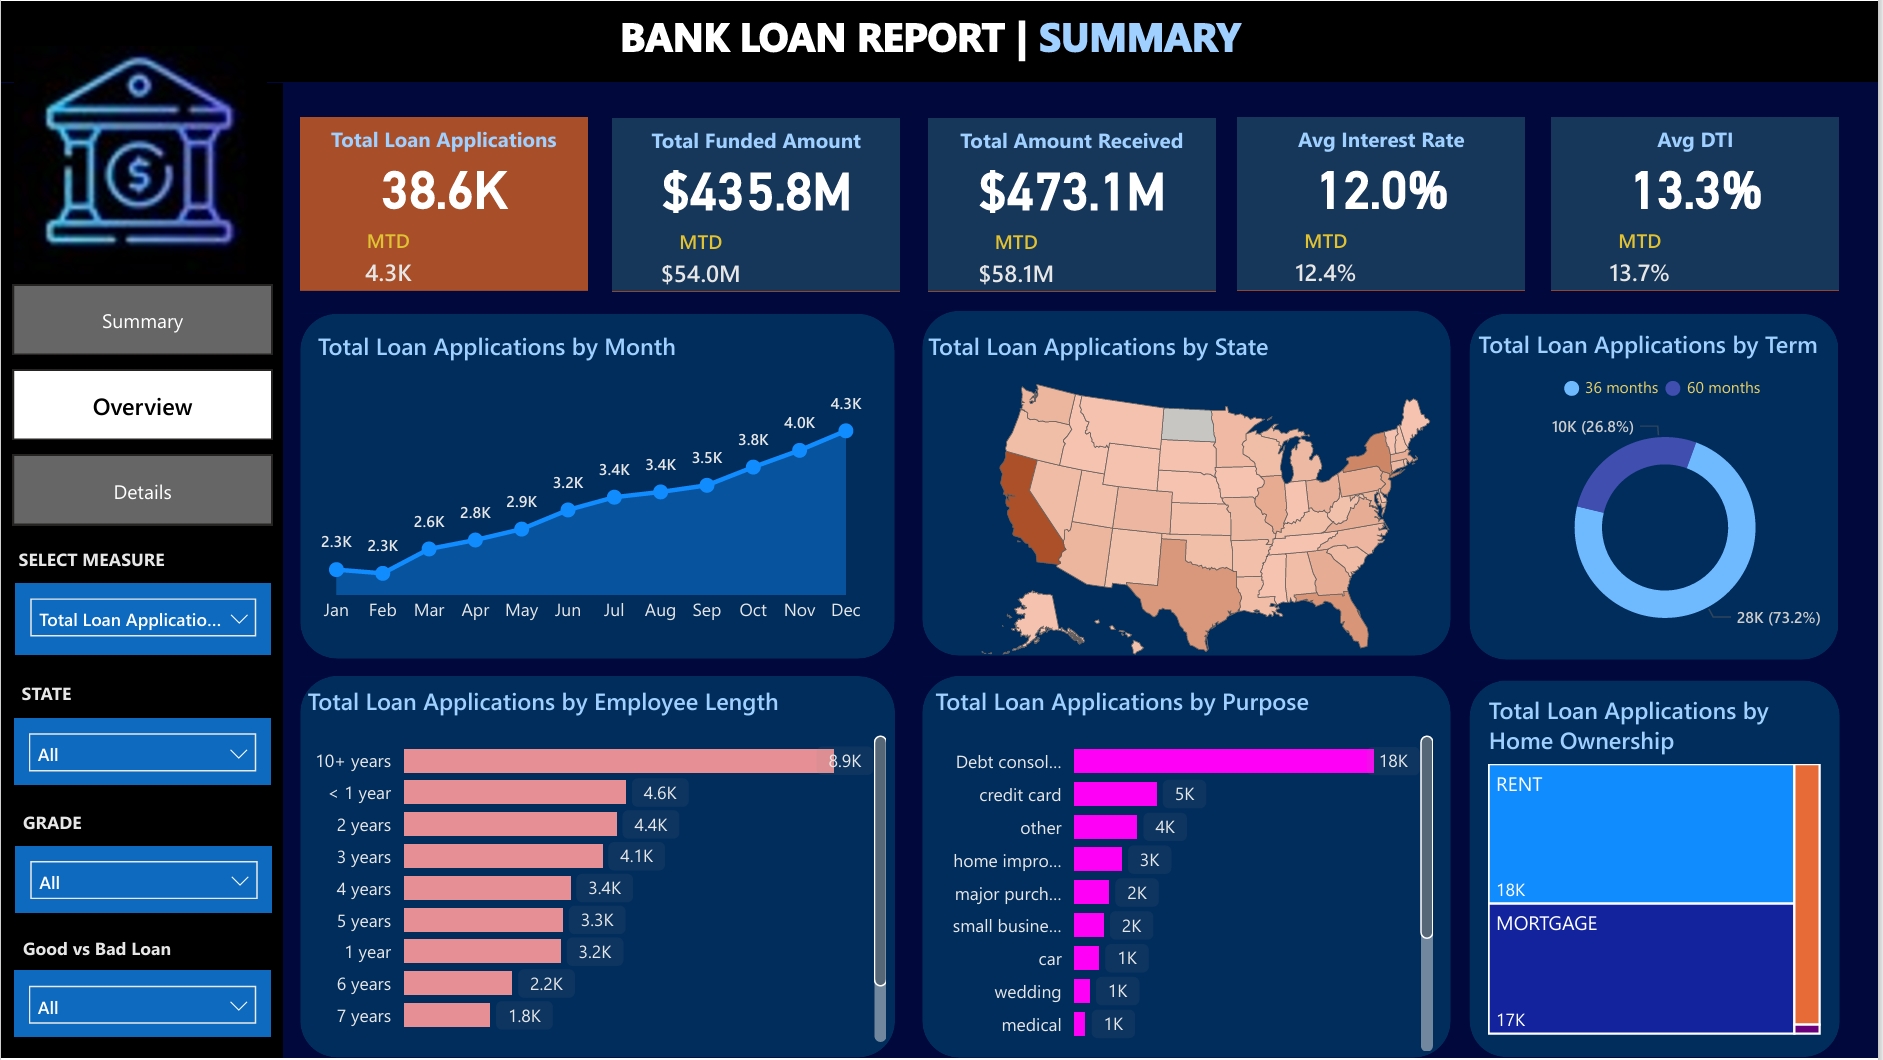 BANK LOAN REPORT | SUMMARY
$
Summary
Overview
Details
SELECT MEASURE
Total Loan Applicatio...
STATE
All
GRADE
All
Good vs Bad Loan
All
Total Loan Applications
38.6K
MTD
4.3K
Total Funded Amount
$435.8M
MTD
$54.0M
Total Amount Received
$473.1M
MTD
$58.1M
Avg Interest Rate
12.0%
MTD
12.4%
Avg DTI
13.3%
MTD
13.7%
Total Loan Applications by Month
2.3K 2.3K 2.6K 2.8K 2.9K 3.2K 3.4K 3.4K 3.5K 3.8K 4.0K 4.3K
Jan Feb Mar Apr May Jun Jul Aug Sep Oct Nov Dec
Total Loan Applications by State
Total Loan Applications by Term
36 months 60 months
10K (26.8%)
28K (73.2%)
Total Loan Applications by Employee Length
10+ years 8.9K
< 1 year 4.6K
2 years 4.4K
3 years 4.1K
4 years 3.4K
5 years 3.3K
1 year 3.2K
6 years 2.2K
7 years 1.8K
Total Loan Applications by Purpose
Debt consol... 18K
credit card 5K
other 4K
home impro... 3K
major purch... 2K
small busine... 2K
car 1K
wedding 1K
medical 1K
Total Loan Applications by
Home Ownership
RENT
18K
MORTGAGE
17K